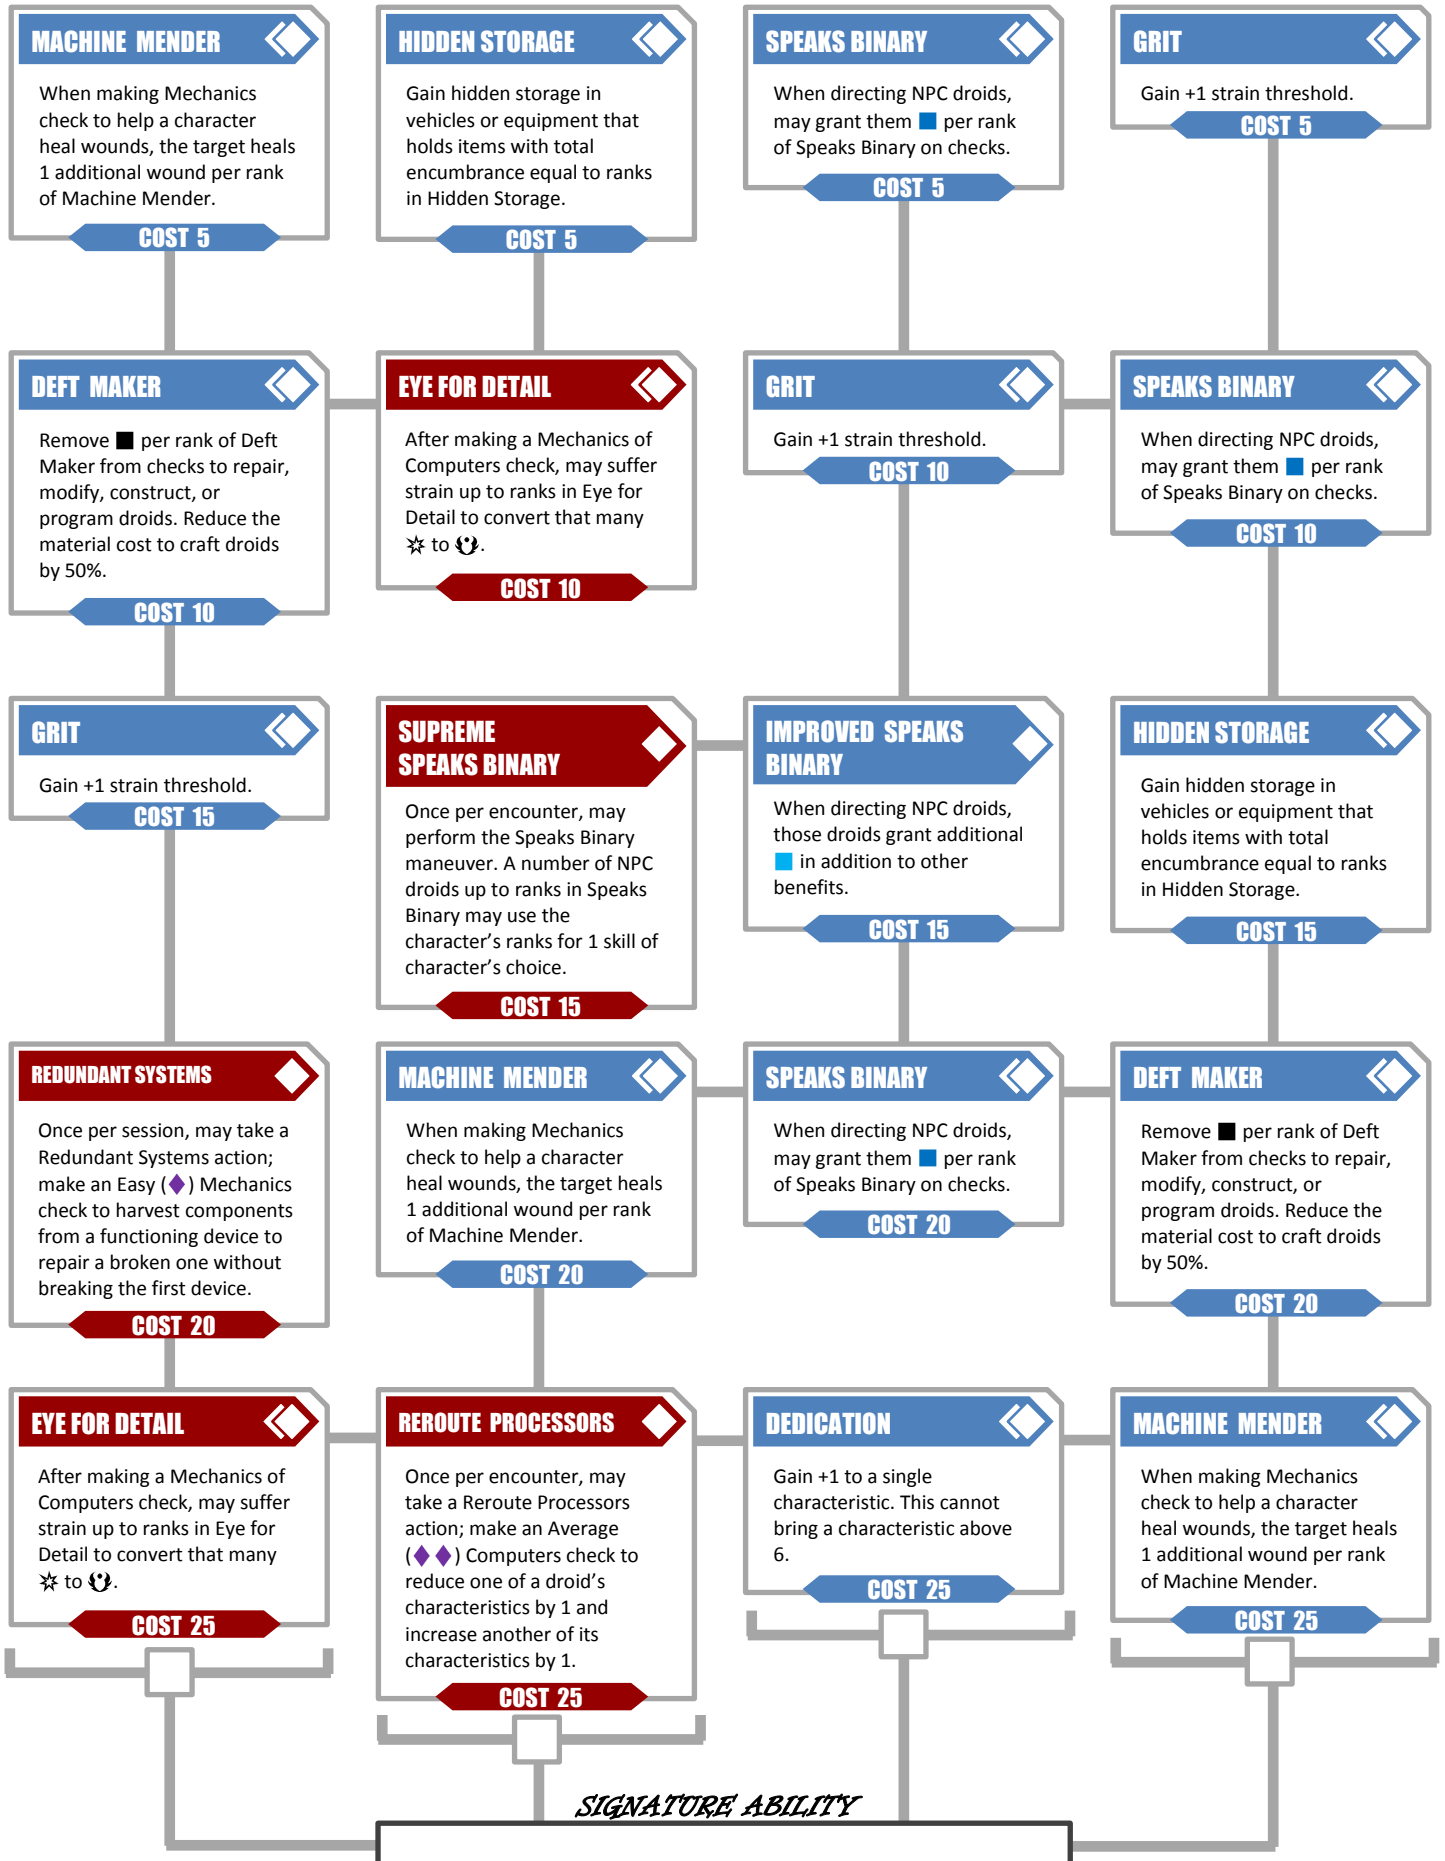 MACHINE MENDER
When making Mechanics
check to help a character
heal wounds, the target heals
1 additional wound per rank
of Machine Mender.
COST 5
HIDDEN STORAGE
Gain hidden storage in
vehicles or equipment that
holds items with total
encumbrance equal to ranks
in Hidden Storage.
COST 5
SPEAKS BINARY
When directing NPC droids,
may grant them ■ per rank
of Speaks Binary on checks.
COST 5
GRIT
Gain +1 strain threshold.
COST 5
DEFT MAKER
Remove ■ per rank of Deft
Maker from checks to repair,
modify, construct, or
program droids. Reduce the
material cost to craft droids
by 50%.
COST 10
EYE FOR DETAIL
After making a Mechanics of
Computers check, may suffer
strain up to ranks in Eye for
Detail to convert that many
to .
COST 10
GRIT
Gain +1 strain threshold.
COST 10
SPEAKS BINARY
When directing NPC droids,
may grant them ■ per rank
of Speaks Binary on checks.
COST 10
GRIT
Gain +1 strain threshold.
COST 15
SUPREME
SPEAKS BINARY
Once per encounter, may
perform the Speaks Binary
maneuver. A number of NPC
droids up to ranks in Speaks
Binary may use the
character's ranks for 1 skill of
character's choice.
COST 15
IMPROVED SPEAKS
BINARY
When directing NPC droids,
those droids grant additional
■ in addition to other
benefits.
COST 15
HIDDEN STORAGE
Gain hidden storage in
vehicles or equipment that
holds items with total
encumbrance equal to ranks
in Hidden Storage.
COST 15
REDUNDANT SYSTEMS
Once per session, may take a
Redundant Systems action;
make an Easy (♦) Mechanics
check to harvest components
from a functioning device to
repair a broken one without
breaking the first device.
COST 20
MACHINE MENDER
When making Mechanics
check to help a character
heal wounds, the target heals
1 additional wound per rank
of Machine Mender.
COST 20
SPEAKS BINARY
When directing NPC droids,
may grant them ■ per rank
of Speaks Binary on checks.
COST 20
DEFT MAKER
Remove ■ per rank of Deft
Maker from checks to repair,
modify, construct, or
program droids. Reduce the
material cost to craft droids
by 50%.
COST 20
EYE FOR DETAIL
After making a Mechanics of
Computers check, may suffer
strain up to ranks in Eye for
Detail to convert that many
to .
COST 25
REROUTE PROCESSORS
Once per encounter, may
take a Reroute Processors
action; make an Average
(♦♦) Computers check to
reduce one of a droid's
characteristics by 1 and
increase another of its
characteristics by 1.
COST 25
DEDICATION
Gain +1 to a single
characteristic. This cannot
bring a characteristic above
6.
COST 25
MACHINE MENDER
When making Mechanics
check to help a character
heal wounds, the target heals
1 additional wound per rank
of Machine Mender.
COST 25
SIGNATURE ABILITY